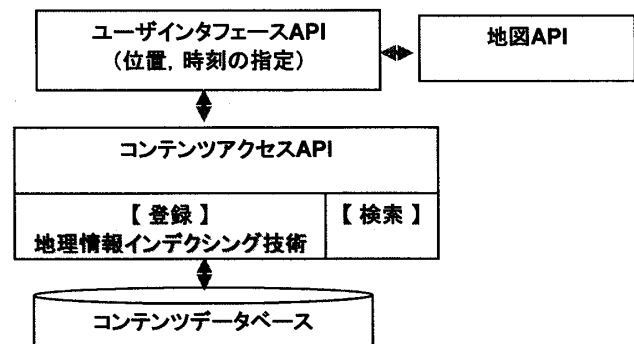 ユーザインタフェースAPI
(位置，時刻の指定)
地図API
コンテンツアクセスAPI
【 登録 】
地理情報インデクシング技術
【 検索 】
コンテンツデータベース